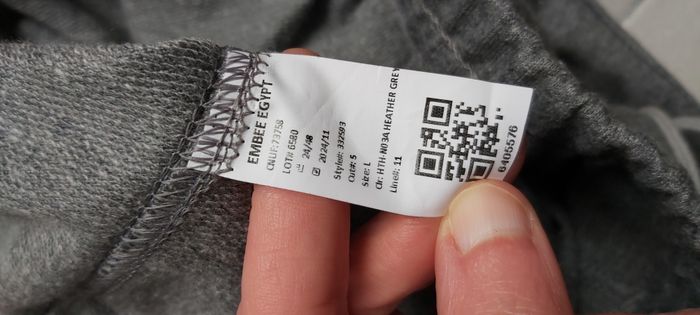 EMBEE EGYPT
CNUF: 73758
LOT# 6580
24/48
2024/11
Style#: 332593
Cut#: 5
Size: L
Clr: HTH-N03A HEATHER GREY
Line#: 11
6405576